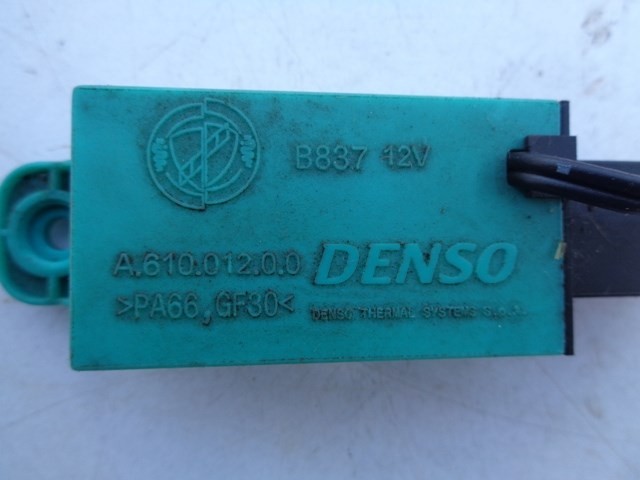 B837 12V
A.610.012.0.0 DENSO
>PA66,GF30< DENSO THERMAL SYSTEMS S.p.A.